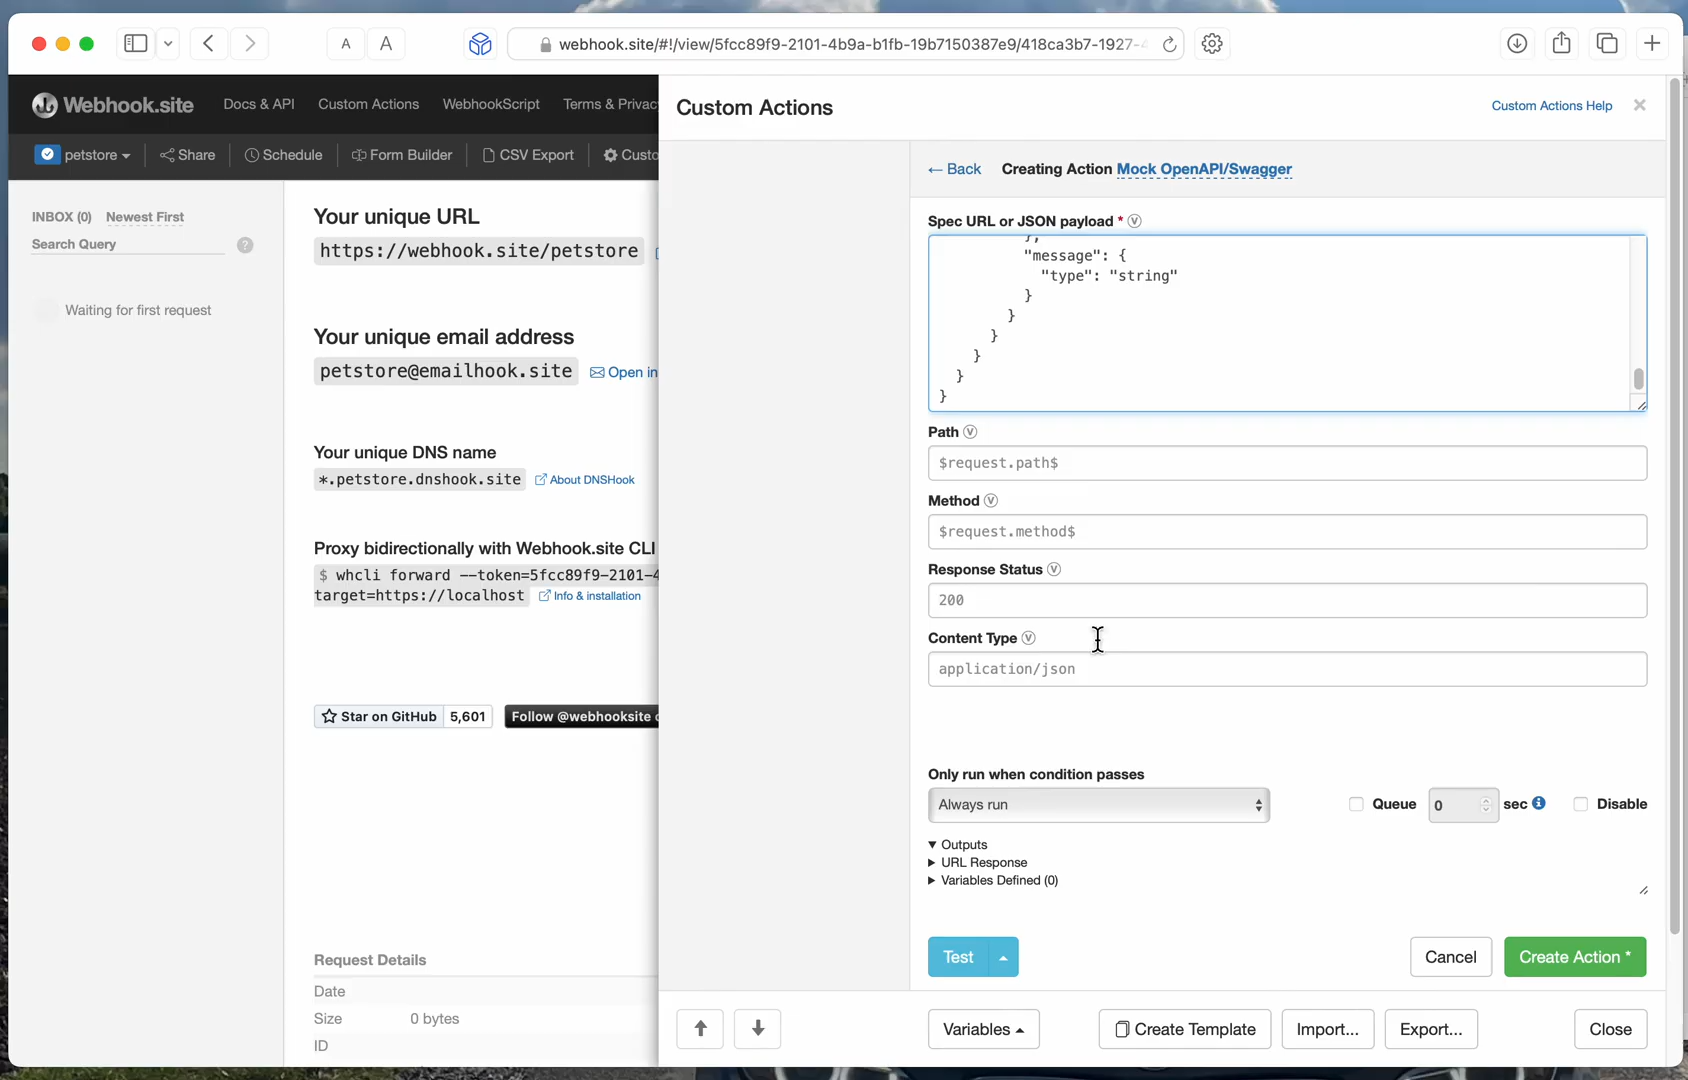 A
A
webhook.site/#!/view/5fcc89f9-2101-4b9a-b1fb-19b7150387e9/418ca3b7-1927-
Webhook.site
Docs & API
Custom Actions
WebhookScript
Terms & Privac
petstore
Share
Schedule
Form Builder
CSV Export
Custo
INBOX (0)
Newest First
Search Query
?
Waiting for first request
Your unique URL
https://webhook.site/petstore
Your unique email address
petstore@emailhook.site
Open in
Your unique DNS name
*.petstore.dnshook.site
About DNSHook
Proxy bidirectionally with Webhook.site CLI
$ whcli forward --token=5fcc89f9-2101-4
target=https://localhost
Info & installation
Star on GitHub
5,601
Follow @webhooksite
Request Details
Date
Size 0 bytes
ID
Custom Actions
Custom Actions Help
← Back
Creating Action Mock OpenAPI/Swagger
Spec URL or JSON payload * V
},
"message": {
"type": "string"
}
}
}
}
}
}
Path V
$request.path$
Method V
$request.method$
Response Status V
200
Content Type V
application/json
Only run when condition passes
Always run
Queue
0
sec
Disable
Outputs
URL Response
Variables Defined (0)
Test
Cancel
Create Action *
Variables
Create Template
Import...
Export...
Close